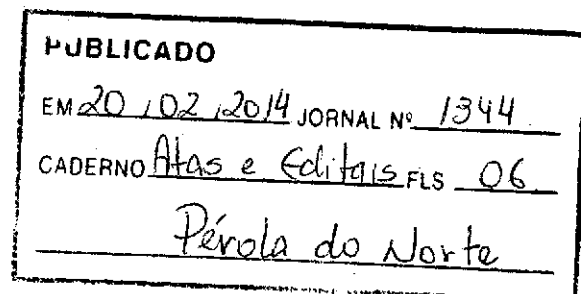 PUBLICADO
EM 20 / 02 / 2014 JORNAL Nº 1344
CADERNO Atas e Editais FLS 06
Pérola do Norte